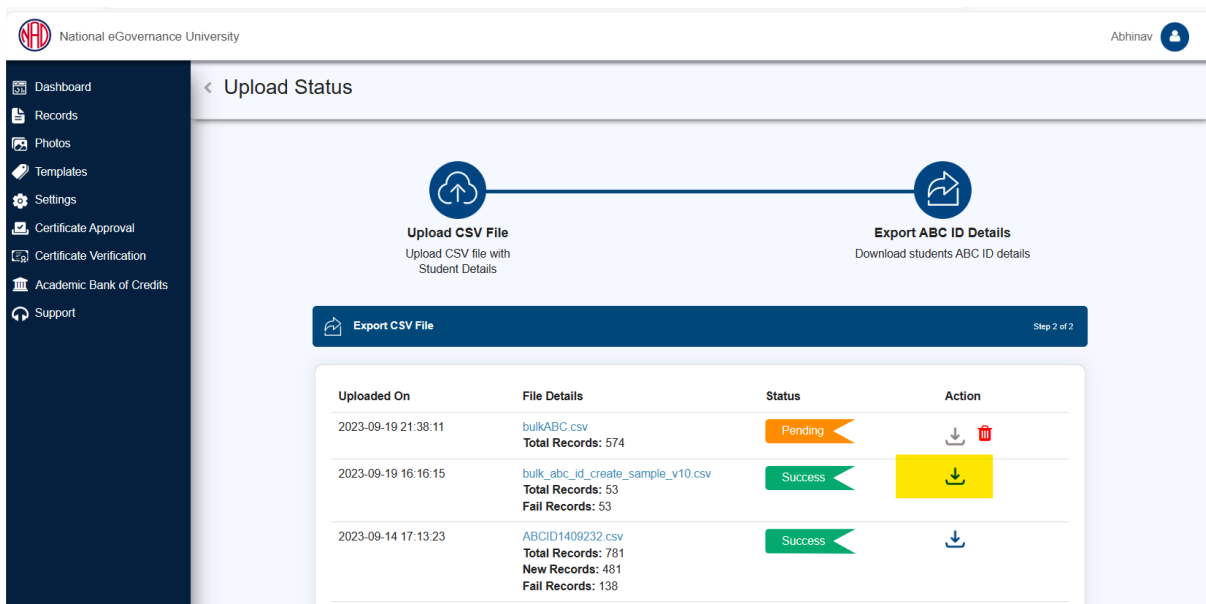 NAD National eGovernance University
Abhinav
Dashboard
Records
Photos
Templates
Settings
Certificate Approval
Certificate Verification
Academic Bank of Credits
Support
< Upload Status
Upload CSV File
Upload CSV file with
Student Details
Export ABC ID Details
Download students ABC ID details
Export CSV File
Step 2 of 2
Uploaded On File Details Status Action
2023-09-19 21:38:11 bulkABC.csv Pending
Total Records: 574
2023-09-19 16:16:15 bulk_abc_id_create_sample_v10.csv Success
Total Records: 53
Fail Records: 53
2023-09-14 17:13:23 ABCID1409232.csv Success
Total Records: 781
New Records: 481
Fail Records: 138